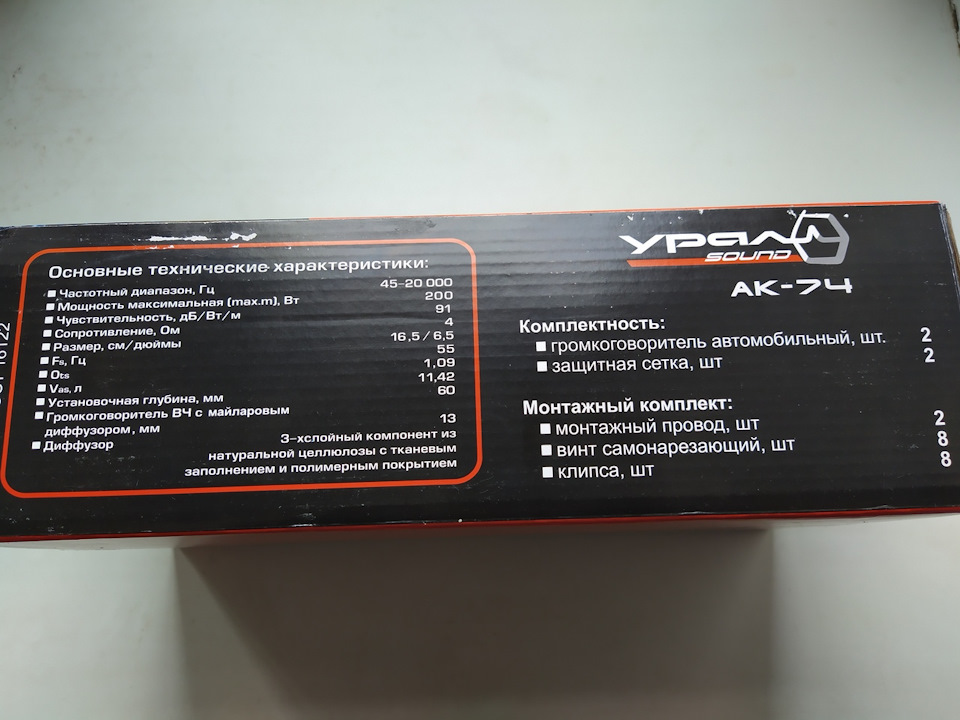 Основные технические характеристики:
Частотный диапазон, Гц 45-20 000
Мощность максимальная (max.m), Вт 200
Чувствительность, дБ/Вт/м 91
Сопротивление, Ом 4
Размер, см/дюймы 16,5 / 6,5
Fs, Гц 55
Qts 1,09
Vas, л 11,42
Установочная глубина, мм 60
Громкоговоритель ВЧ с майларовым
диффузором, мм 13
Диффузор 3-хслойный компонент из
натуральной целлюлозы с тканевым
заполнением и полимерным покрытием
Урал
SOUND
АК-74
Комплектность:
громкоговоритель автомобильный, шт. 2
защитная сетка, шт 2
Монтажный комплект:
монтажный провод, шт 2
винт самонарезающий, шт 8
клипса, шт 8